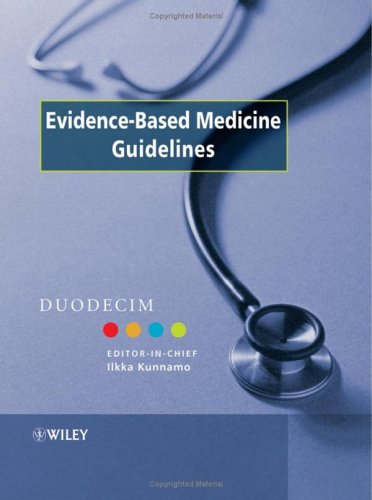 Copyrighted Material
Evidence-Based Medicine
Guidelines
DUODECIM
EDITOR-IN-CHIEF
Ilkka Kunnamo
WILEY
Copyrighted Material